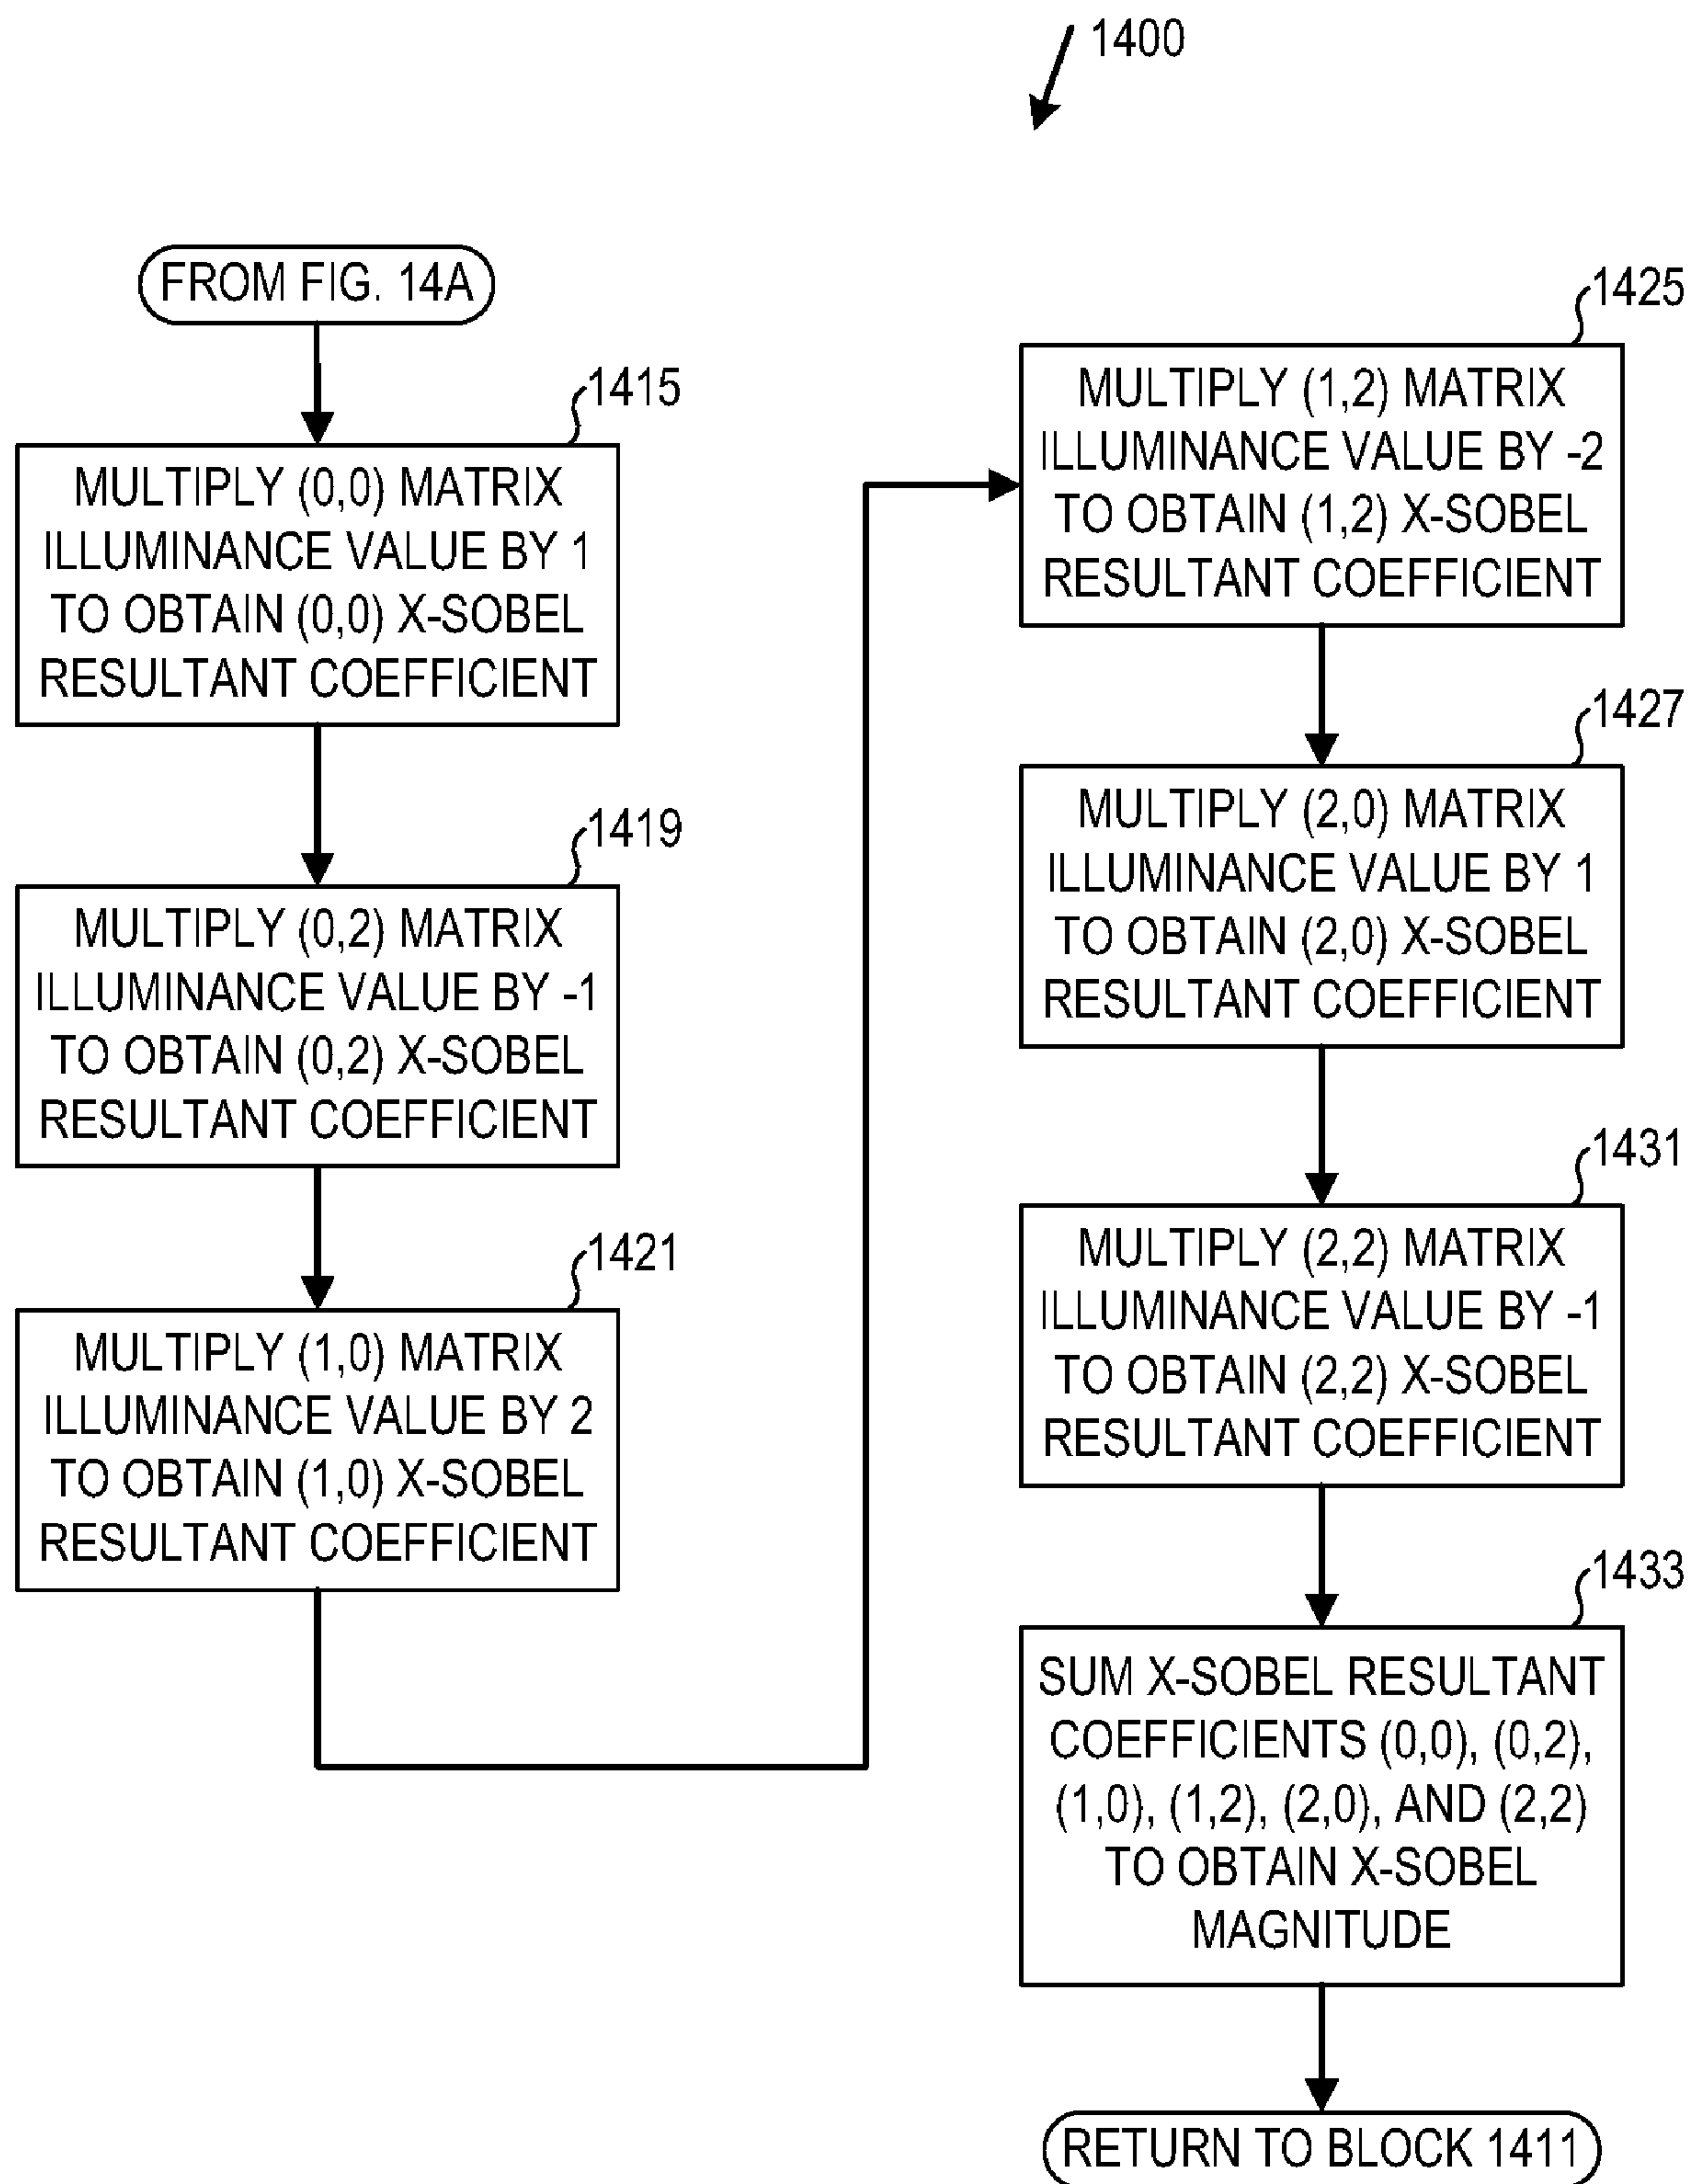 1400
FROM FIG. 14A
1415
MULTIPLY (0,0) MATRIX
ILLUMINANCE VALUE BY 1
TO OBTAIN (0,0) X-SOBEL
RESULTANT COEFFICIENT
1419
MULTIPLY (0,2) MATRIX
ILLUMINANCE VALUE BY -1
TO OBTAIN (0,2) X-SOBEL
RESULTANT COEFFICIENT
1421
MULTIPLY (1,0) MATRIX
ILLUMINANCE VALUE BY 2
TO OBTAIN (1,0) X-SOBEL
RESULTANT COEFFICIENT
1425
MULTIPLY (1,2) MATRIX
ILLUMINANCE VALUE BY -2
TO OBTAIN (1,2) X-SOBEL
RESULTANT COEFFICIENT
1427
MULTIPLY (2,0) MATRIX
ILLUMINANCE VALUE BY 1
TO OBTAIN (2,0) X-SOBEL
RESULTANT COEFFICIENT
1431
MULTIPLY (2,2) MATRIX
ILLUMINANCE VALUE BY -1
TO OBTAIN (2,2) X-SOBEL
RESULTANT COEFFICIENT
1433
SUM X-SOBEL RESULTANT
COEFFICIENTS (0,0), (0,2),
(1,0), (1,2), (2,0), AND (2,2)
TO OBTAIN X-SOBEL
MAGNITUDE
RETURN TO BLOCK 1411